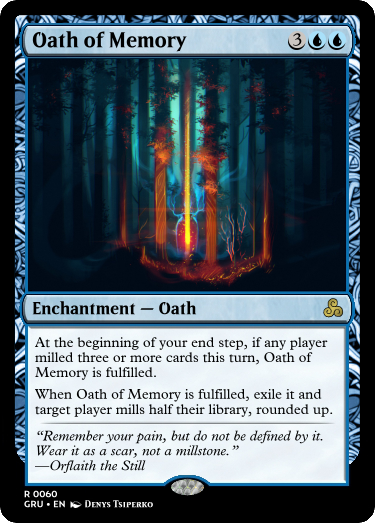 Oath of Memory 3
Enchantment — Oath
At the beginning of your end step, if any player
milled three or more cards this turn, Oath of
Memory is fulfilled.
When Oath of Memory is fulfilled, exile it and
target player mills half their library, rounded up.
“Remember your pain, but do not be defined by it.
Wear it as a scar, not a millstone.”
—Orflaith the Still
R 0060
GRU • EN Denys Tsiperko